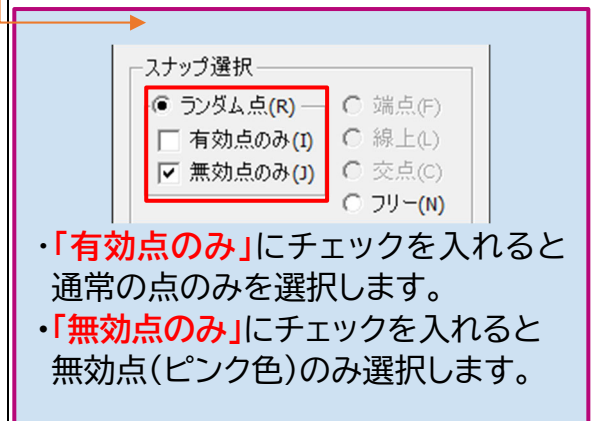 スナップ選択
ランダム点(R)
端点(F)
有効点のみ(I)
線上(L)
無効点のみ(J)
交点(C)
フリー(N)
・「有効点のみ」にチェックを入れると
通常の点のみを選択します。
・「無効点のみ」にチェックを入れると
無効点(ピンク色)のみ選択します。